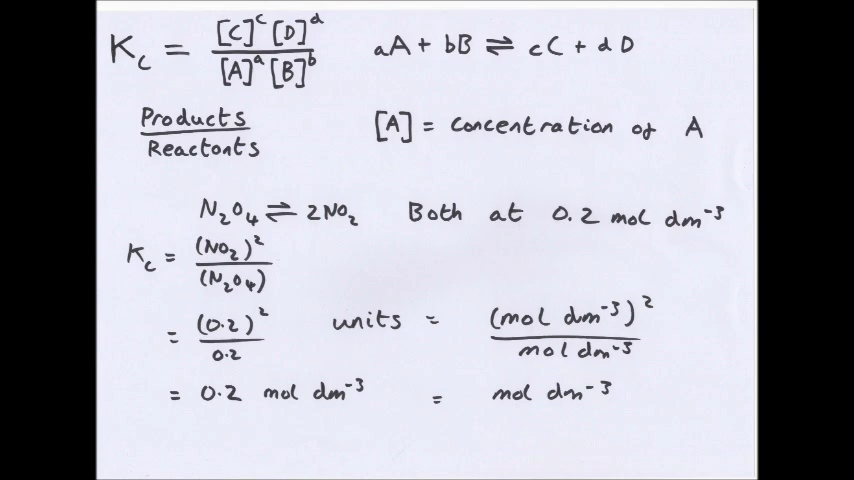 Kc = [C]^c [D]^d / [A]^a [B]^b    aA + bB ⇌ cC + dD
Products / Reactants    [A] = Concentration of A
N₂O₄ ⇌ 2NO₂    Both at 0.2 mol dm⁻³
Kc = (NO₂)² / (N₂O₄)
= (0.2)² / 0.2    units = (mol dm⁻³)² / mol dm⁻³
= 0.2 mol dm⁻³    = mol dm⁻³